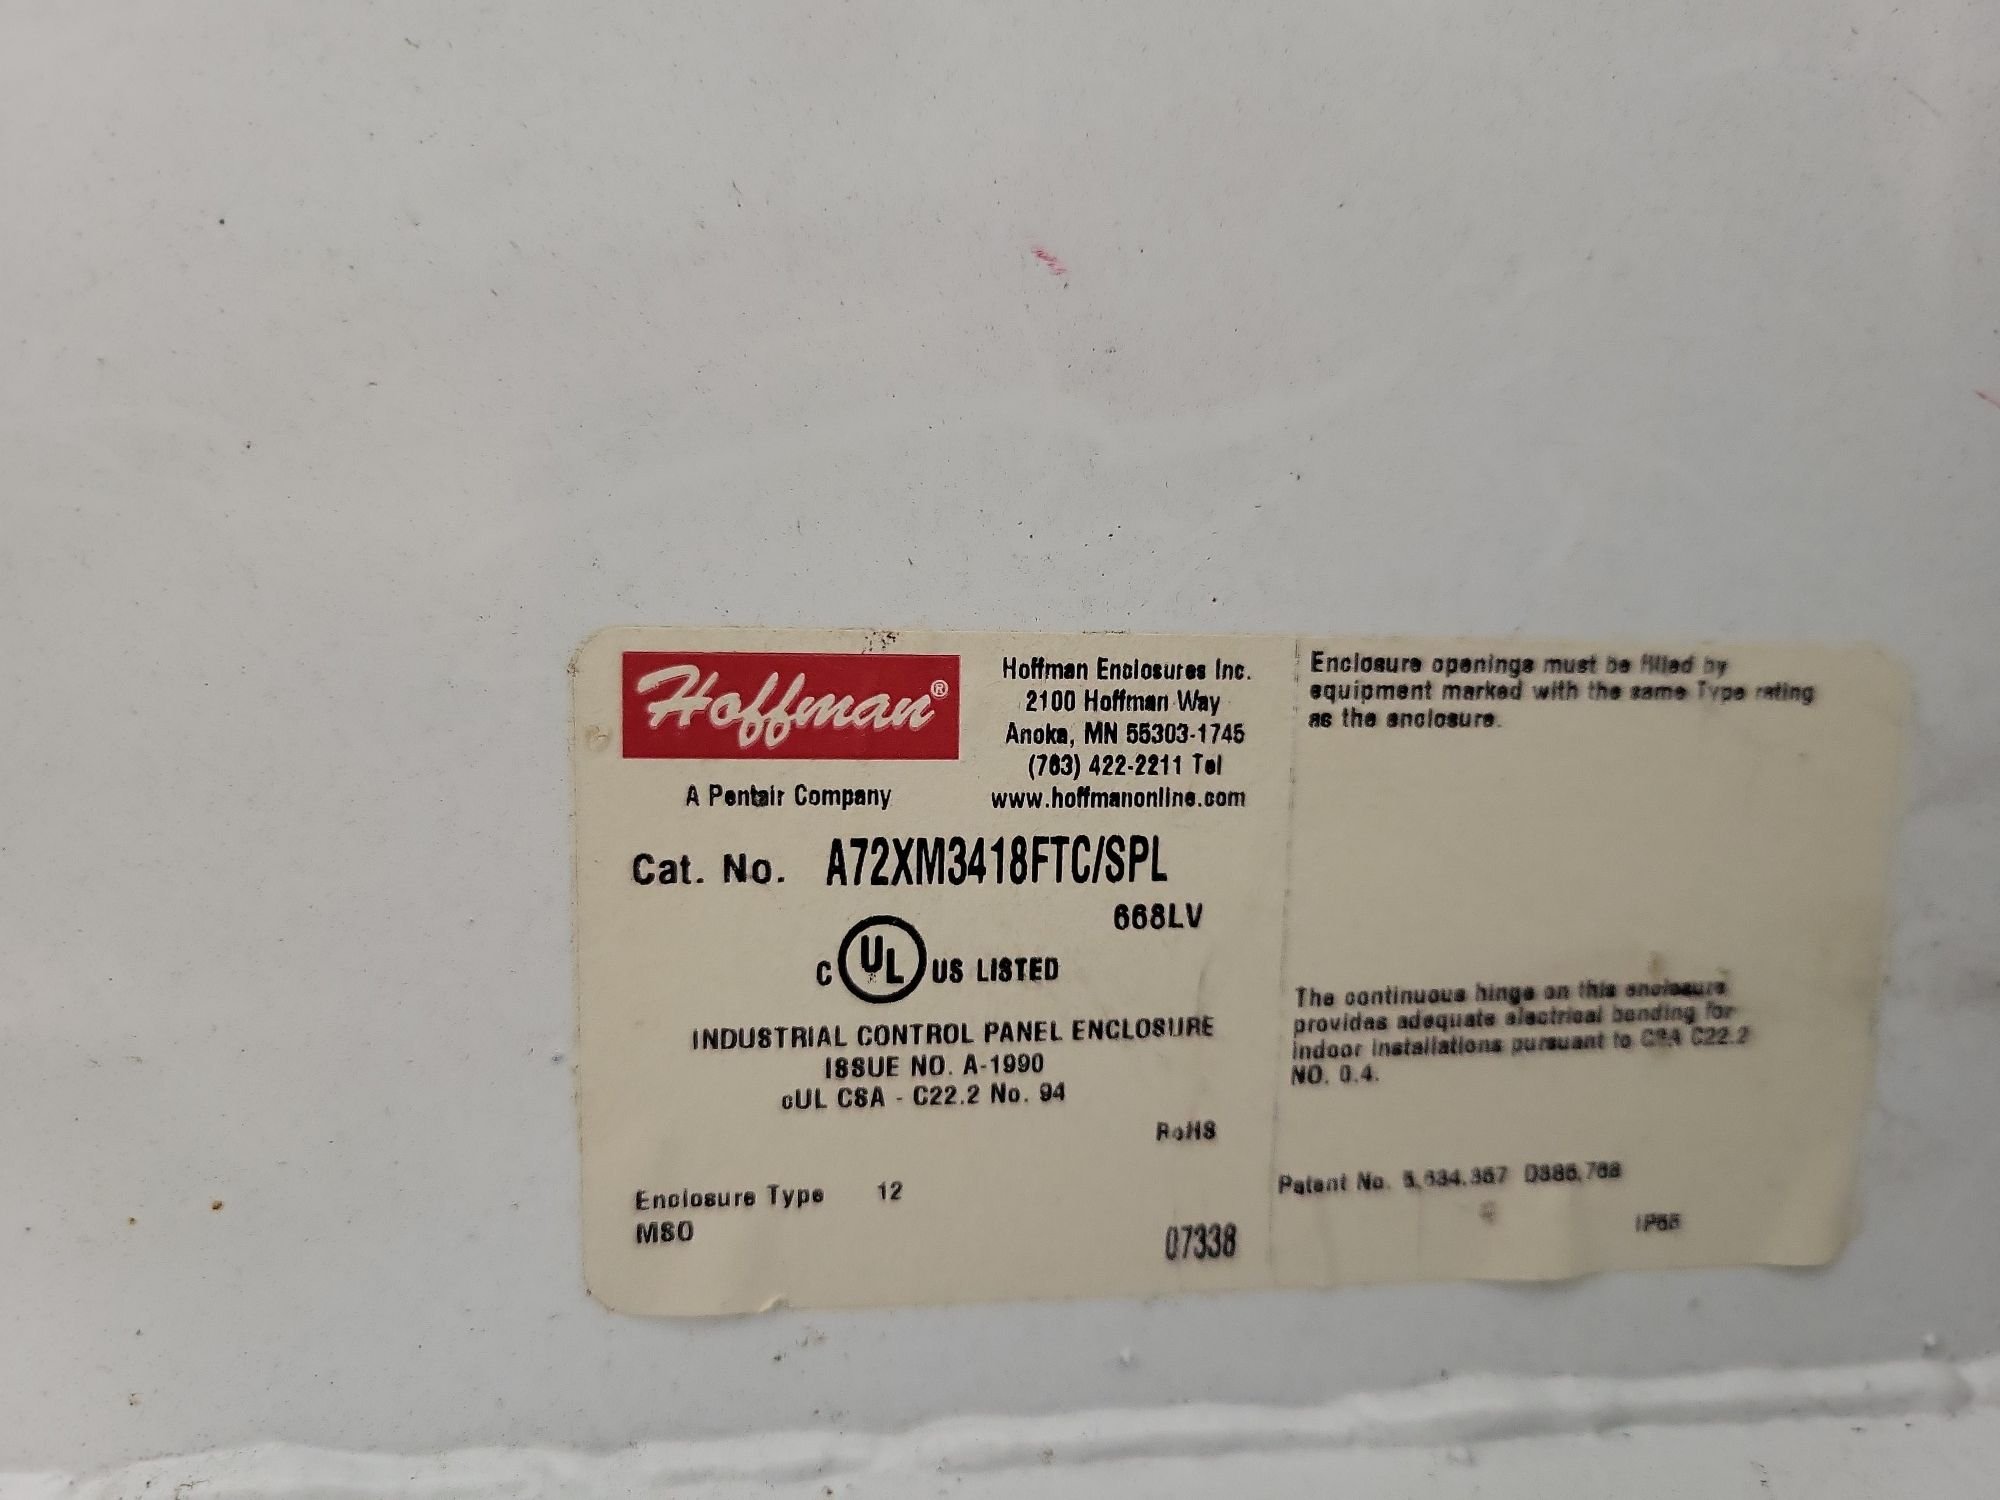 Hoffman®
A Pentair Company
Hoffman Enclosures Inc.
2100 Hoffman Way
Anoka, MN 55303-1745
(763) 422-2211 Tel
www.hoffmanonline.com
Cat. No. A72XM3418FTC/SPL
668LV
C UL US LISTED
INDUSTRIAL CONTROL PANEL ENCLOSURE
ISSUE NO. A-1990
cUL CSA - C22.2 No. 94
RoHS
Enclosure Type 12
MSO
07338
Enclosure openings must be filled by
equipment marked with the same Type rating
as the enclosure.
The continuous hinge on this enclosure
provides adequate electrical bonding for
indoor installations pursuant to CSA C22.2
NO. 0.4.
Patent No.